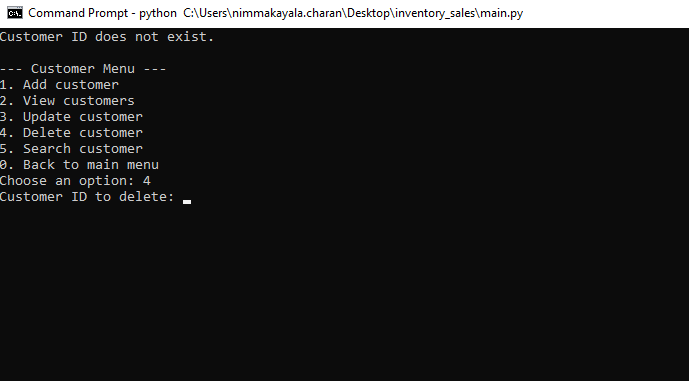 Command Prompt - python  C:\Users\nimmakayala.charan\Desktop\inventory_sales\main.py
Customer ID does not exist.
--- Customer Menu ---
1. Add customer
2. View customers
3. Update customer
4. Delete customer
5. Search customer
0. Back to main menu
Choose an option: 4
Customer ID to delete: